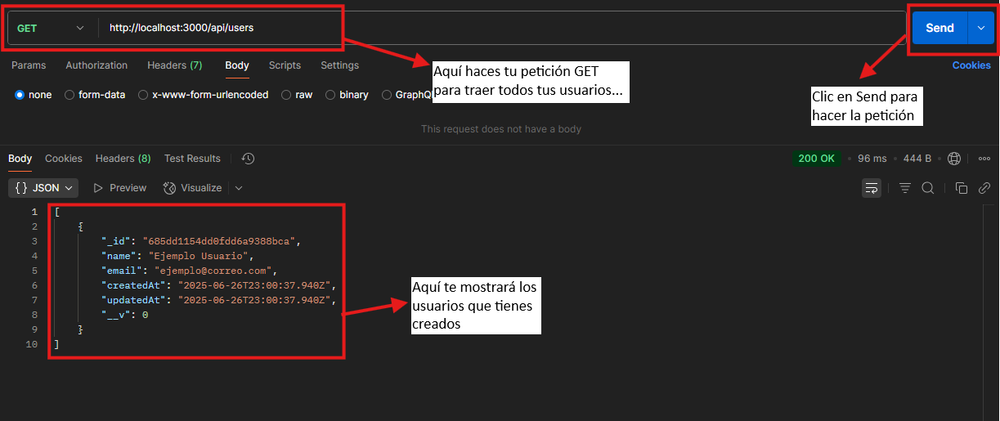 GET http://localhost:3000/api/users Send
Params Authorization Headers (7) Body Scripts Settings Cookies
Aquí haces tu petición GET
para traer todos tus usuarios...
none form-data x-www-form-urlencoded raw binary GraphQL
Clic en Send para
hacer la petición
This request does not have a body
Body Cookies Headers (8) Test Results 200 OK • 96 ms • 444 B
{} JSON Preview Visualize
1 [
2 {
3 "_id": "685dd1154dd0fdd6a9388bca",
4 "name": "Ejemplo Usuario",
5 "email": "ejemplo@correo.com",
6 "createdAt": "2025-06-26T23:00:37.940Z",
7 "updatedAt": "2025-06-26T23:00:37.940Z",
8 "__v": 0
9 }
10 ]
Aquí te mostrará los
usuarios que tienes
creados